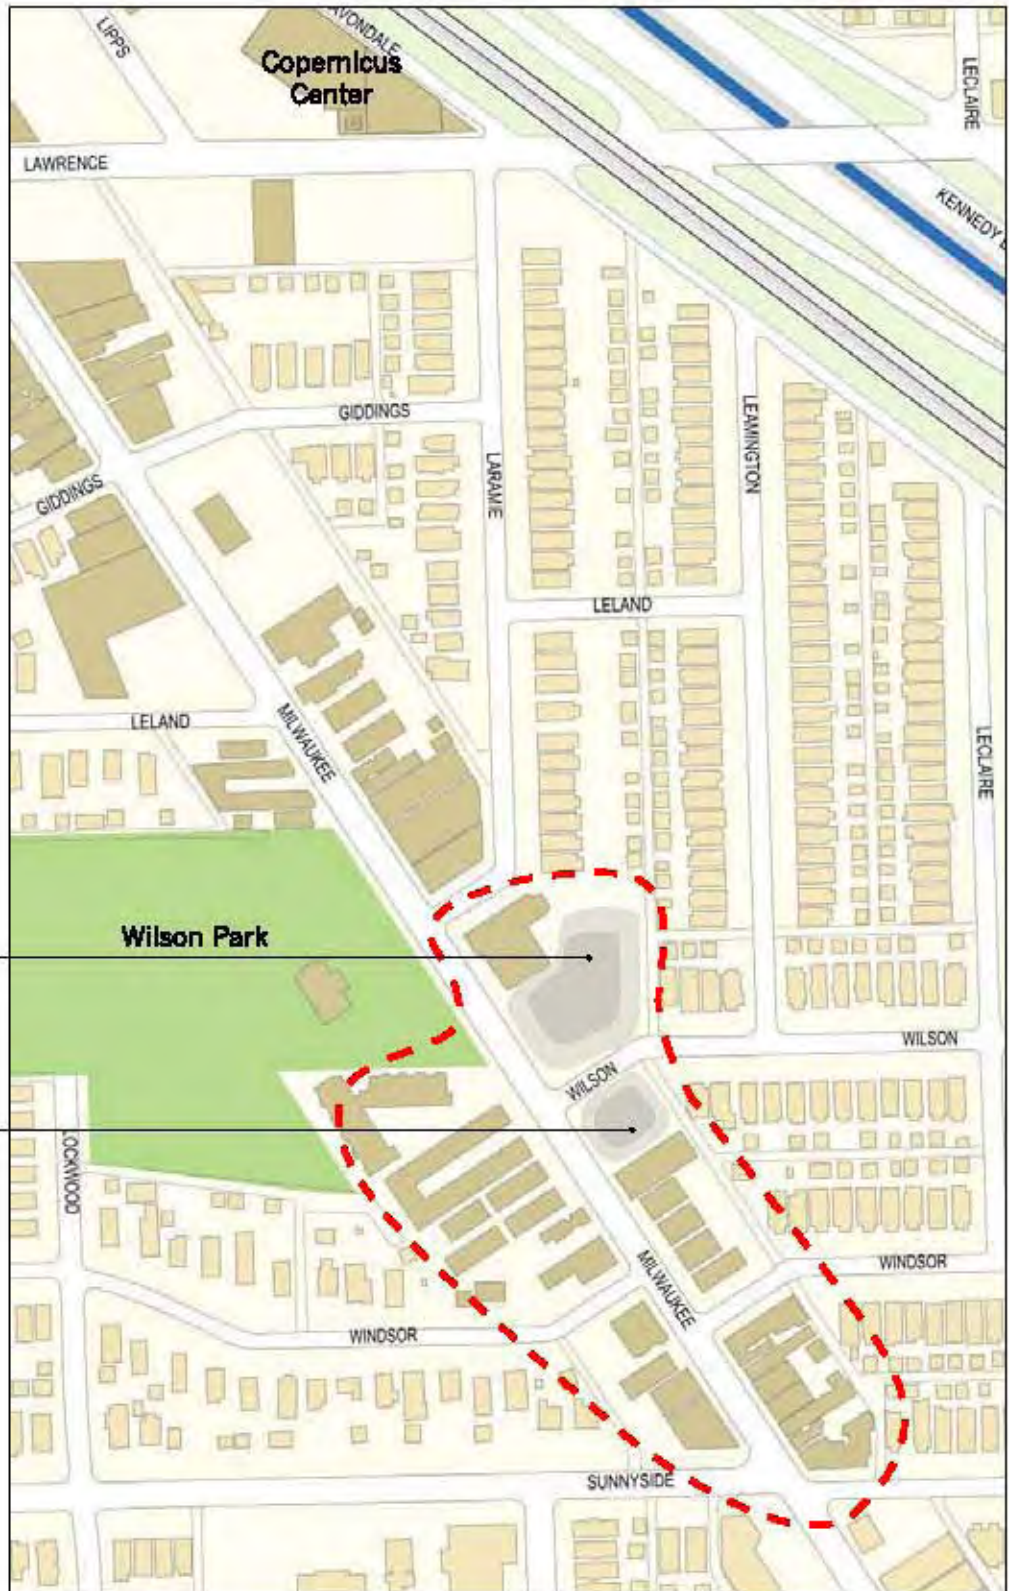 LIPPS
AVONDALE
Copernicus
Center
LECLAIRE
LAWRENCE
KENNEDY
GIDDINGS
LEAMINGTON
LARAMIE
GIDDINGS
LELAND
LELAND
MILWAUKEE
LECLAIRE
Wilson Park
WILSON
WILSON
LOCKWOOD
WINDSOR
MILWAUKEE
WINDSOR
SUNNYSIDE